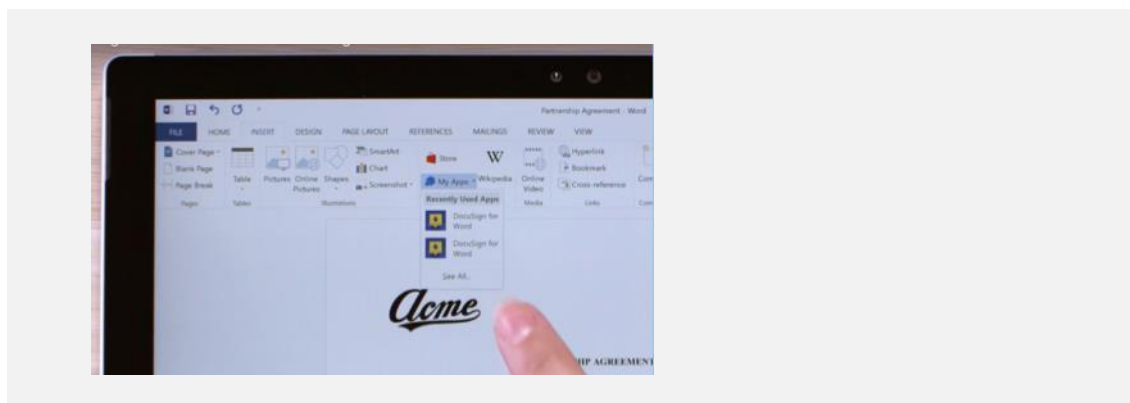 Partnership Agreement - Word
FILE HOME INSERT DESIGN PAGE LAYOUT REFERENCES MAILINGS REVIEW VIEW
Cover Page
Blank Page
Page Break
Pages
Table
Tables
Pictures
Online
Pictures
Shapes
SmartArt
Chart
Screenshot
Illustrations
Store
My Apps
W
Wikipedia
Online
Video
Media
Hyperlink
Bookmark
Cross-reference
Links
Com
Com
Recently Used Apps
DocuSign for
Word
DocuSign for
Word
See All...
Acme
HIP AGREEMENT